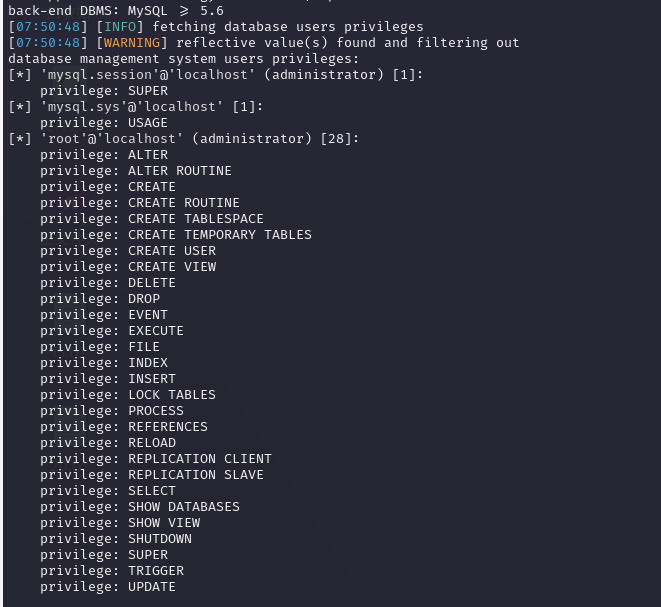 back-end DBMS: MySQL ≥ 5.6
[07:50:48] [INFO] fetching database users privileges
[07:50:48] [WARNING] reflective value(s) found and filtering out
database management system users privileges:
[*] 'mysql.session'@'localhost' (administrator) [1]:
    privilege: SUPER
[*] 'mysql.sys'@'localhost' [1]:
    privilege: USAGE
[*] 'root'@'localhost' (administrator) [28]:
    privilege: ALTER
    privilege: ALTER ROUTINE
    privilege: CREATE
    privilege: CREATE ROUTINE
    privilege: CREATE TABLESPACE
    privilege: CREATE TEMPORARY TABLES
    privilege: CREATE USER
    privilege: CREATE VIEW
    privilege: DELETE
    privilege: DROP
    privilege: EVENT
    privilege: EXECUTE
    privilege: FILE
    privilege: INDEX
    privilege: INSERT
    privilege: LOCK TABLES
    privilege: PROCESS
    privilege: REFERENCES
    privilege: RELOAD
    privilege: REPLICATION CLIENT
    privilege: REPLICATION SLAVE
    privilege: SELECT
    privilege: SHOW DATABASES
    privilege: SHOW VIEW
    privilege: SHUTDOWN
    privilege: SUPER
    privilege: TRIGGER
    privilege: UPDATE